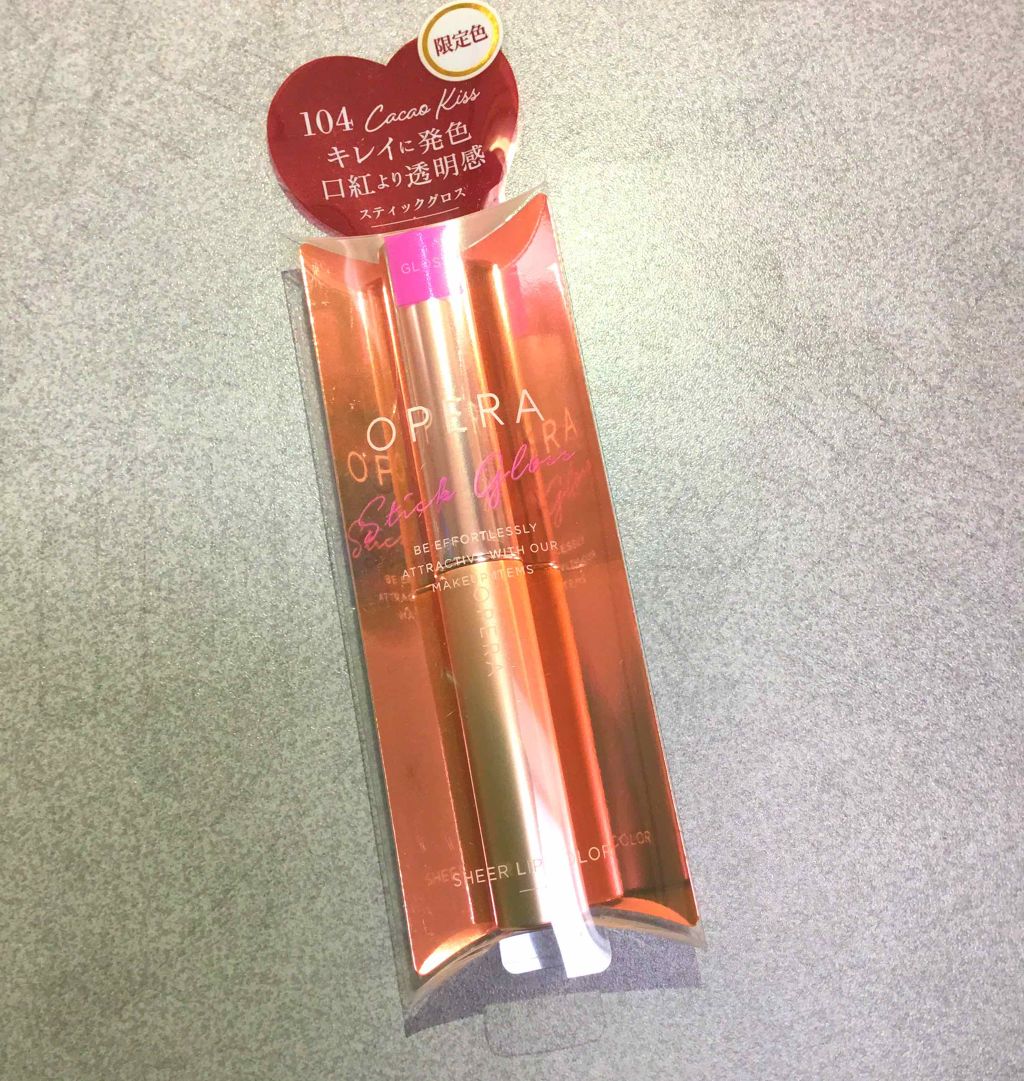 限定色
104 Cacao Kiss
キレイに発色
口紅より透明感
スティックグロス
GLOSS
OPERA
Stick Gloss
BE EFFORTLESSLY
ATTRACTIVE WITH OUR
MAKEUP ITEMS
OPERA
SHEER LIP COLOR